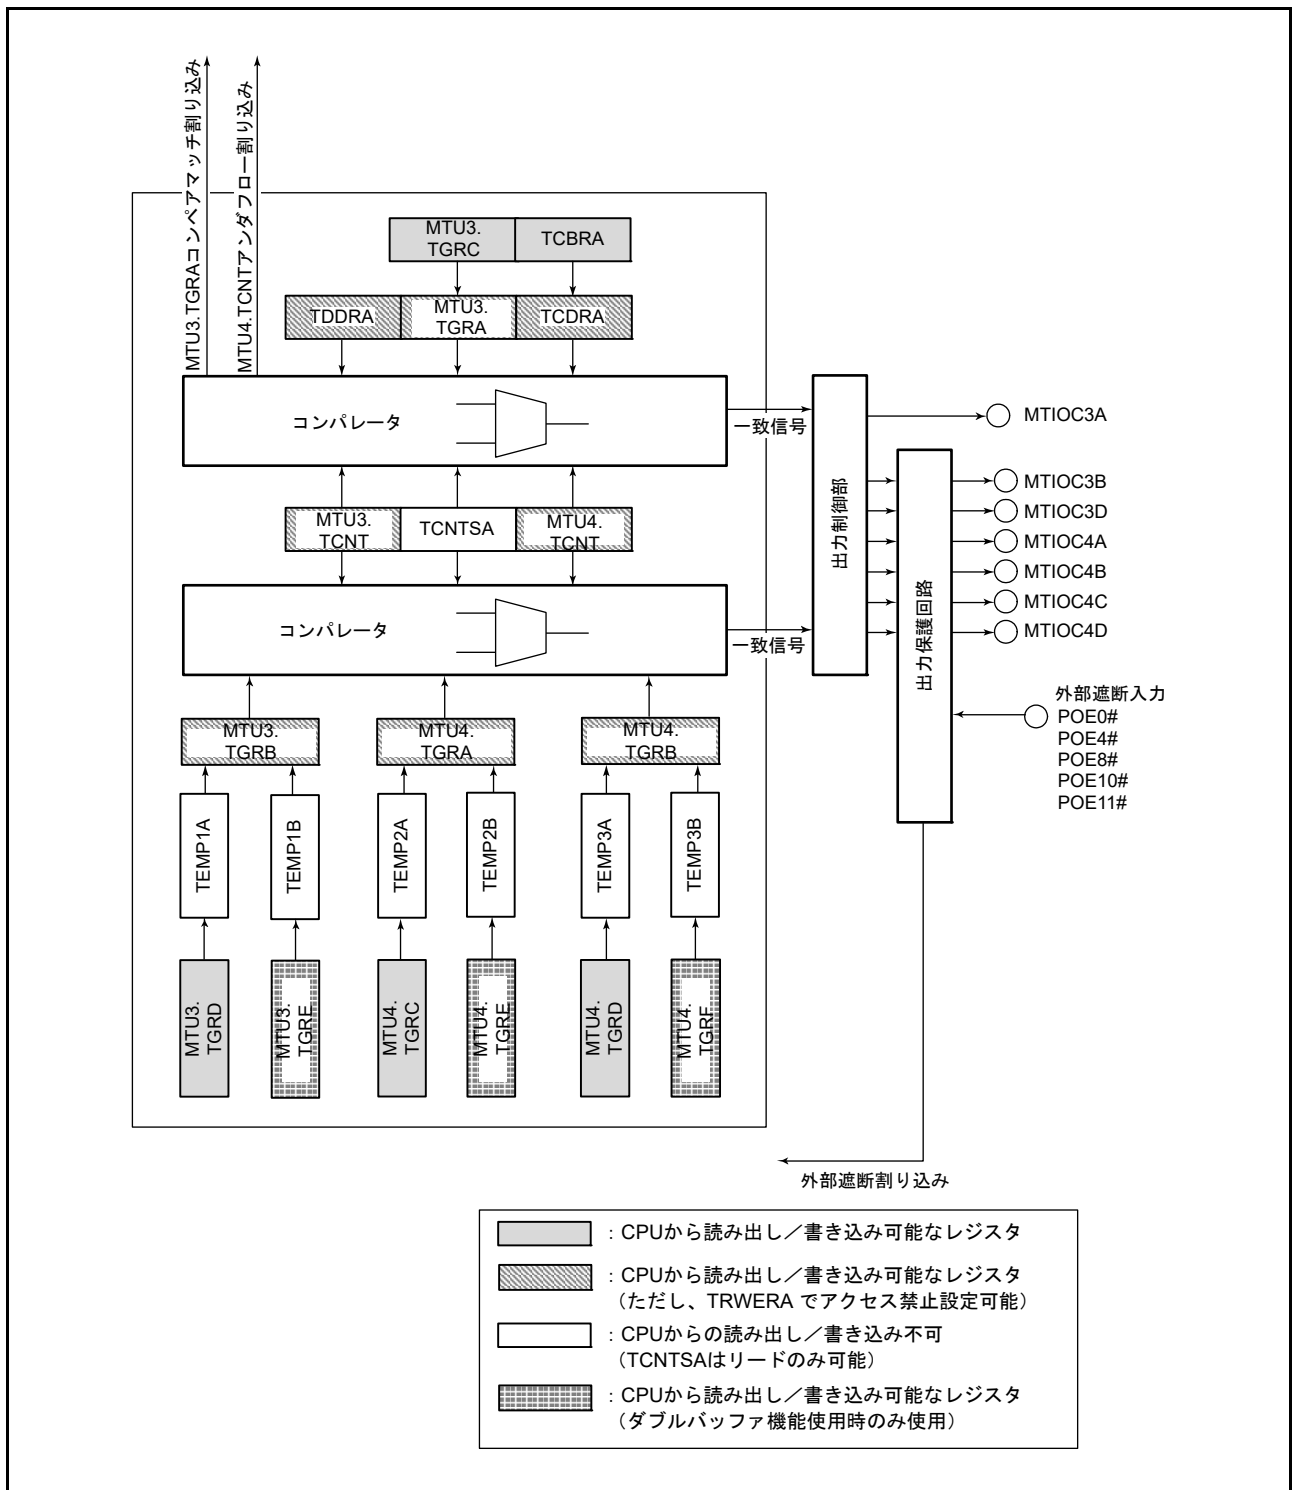 MTU3.TGRAコンペアマッチ割り込み
MTU4.TCNTアンダフロー割り込み
MTU3.
TGRC
TCBRA
TDDRA
MTU3.
TGRA
TCDRA
コンパレータ
一致信号
MTU3.
TCNT
TCNTSA
MTU4.
TCNT
コンパレータ
一致信号
出力制御部
出力保護回路
MTIOC3A
MTIOC3B
MTIOC3D
MTIOC4A
MTIOC4B
MTIOC4C
MTIOC4D
外部遮断入力
POE0#
POE4#
POE8#
POE10#
POE11#
MTU3.
TGRB
MTU4.
TGRA
MTU4.
TGRB
TEMP1A
TEMP1B
TEMP2A
TEMP2B
TEMP3A
TEMP3B
MTU3.
TGRD
MTU3.
TGRE
MTU4.
TGRC
MTU4.
TGRE
MTU4.
TGRD
MTU4.
TGRF
外部遮断割り込み
：CPUから読み出し／書き込み可能なレジスタ
：CPUから読み出し／書き込み可能なレジスタ
（ただし、TRWERA でアクセス禁止設定可能）
：CPUからの読み出し／書き込み不可
（TCNTSAはリードのみ可能）
：CPUから読み出し／書き込み可能なレジスタ
（ダブルバッファ機能使用時のみ使用）